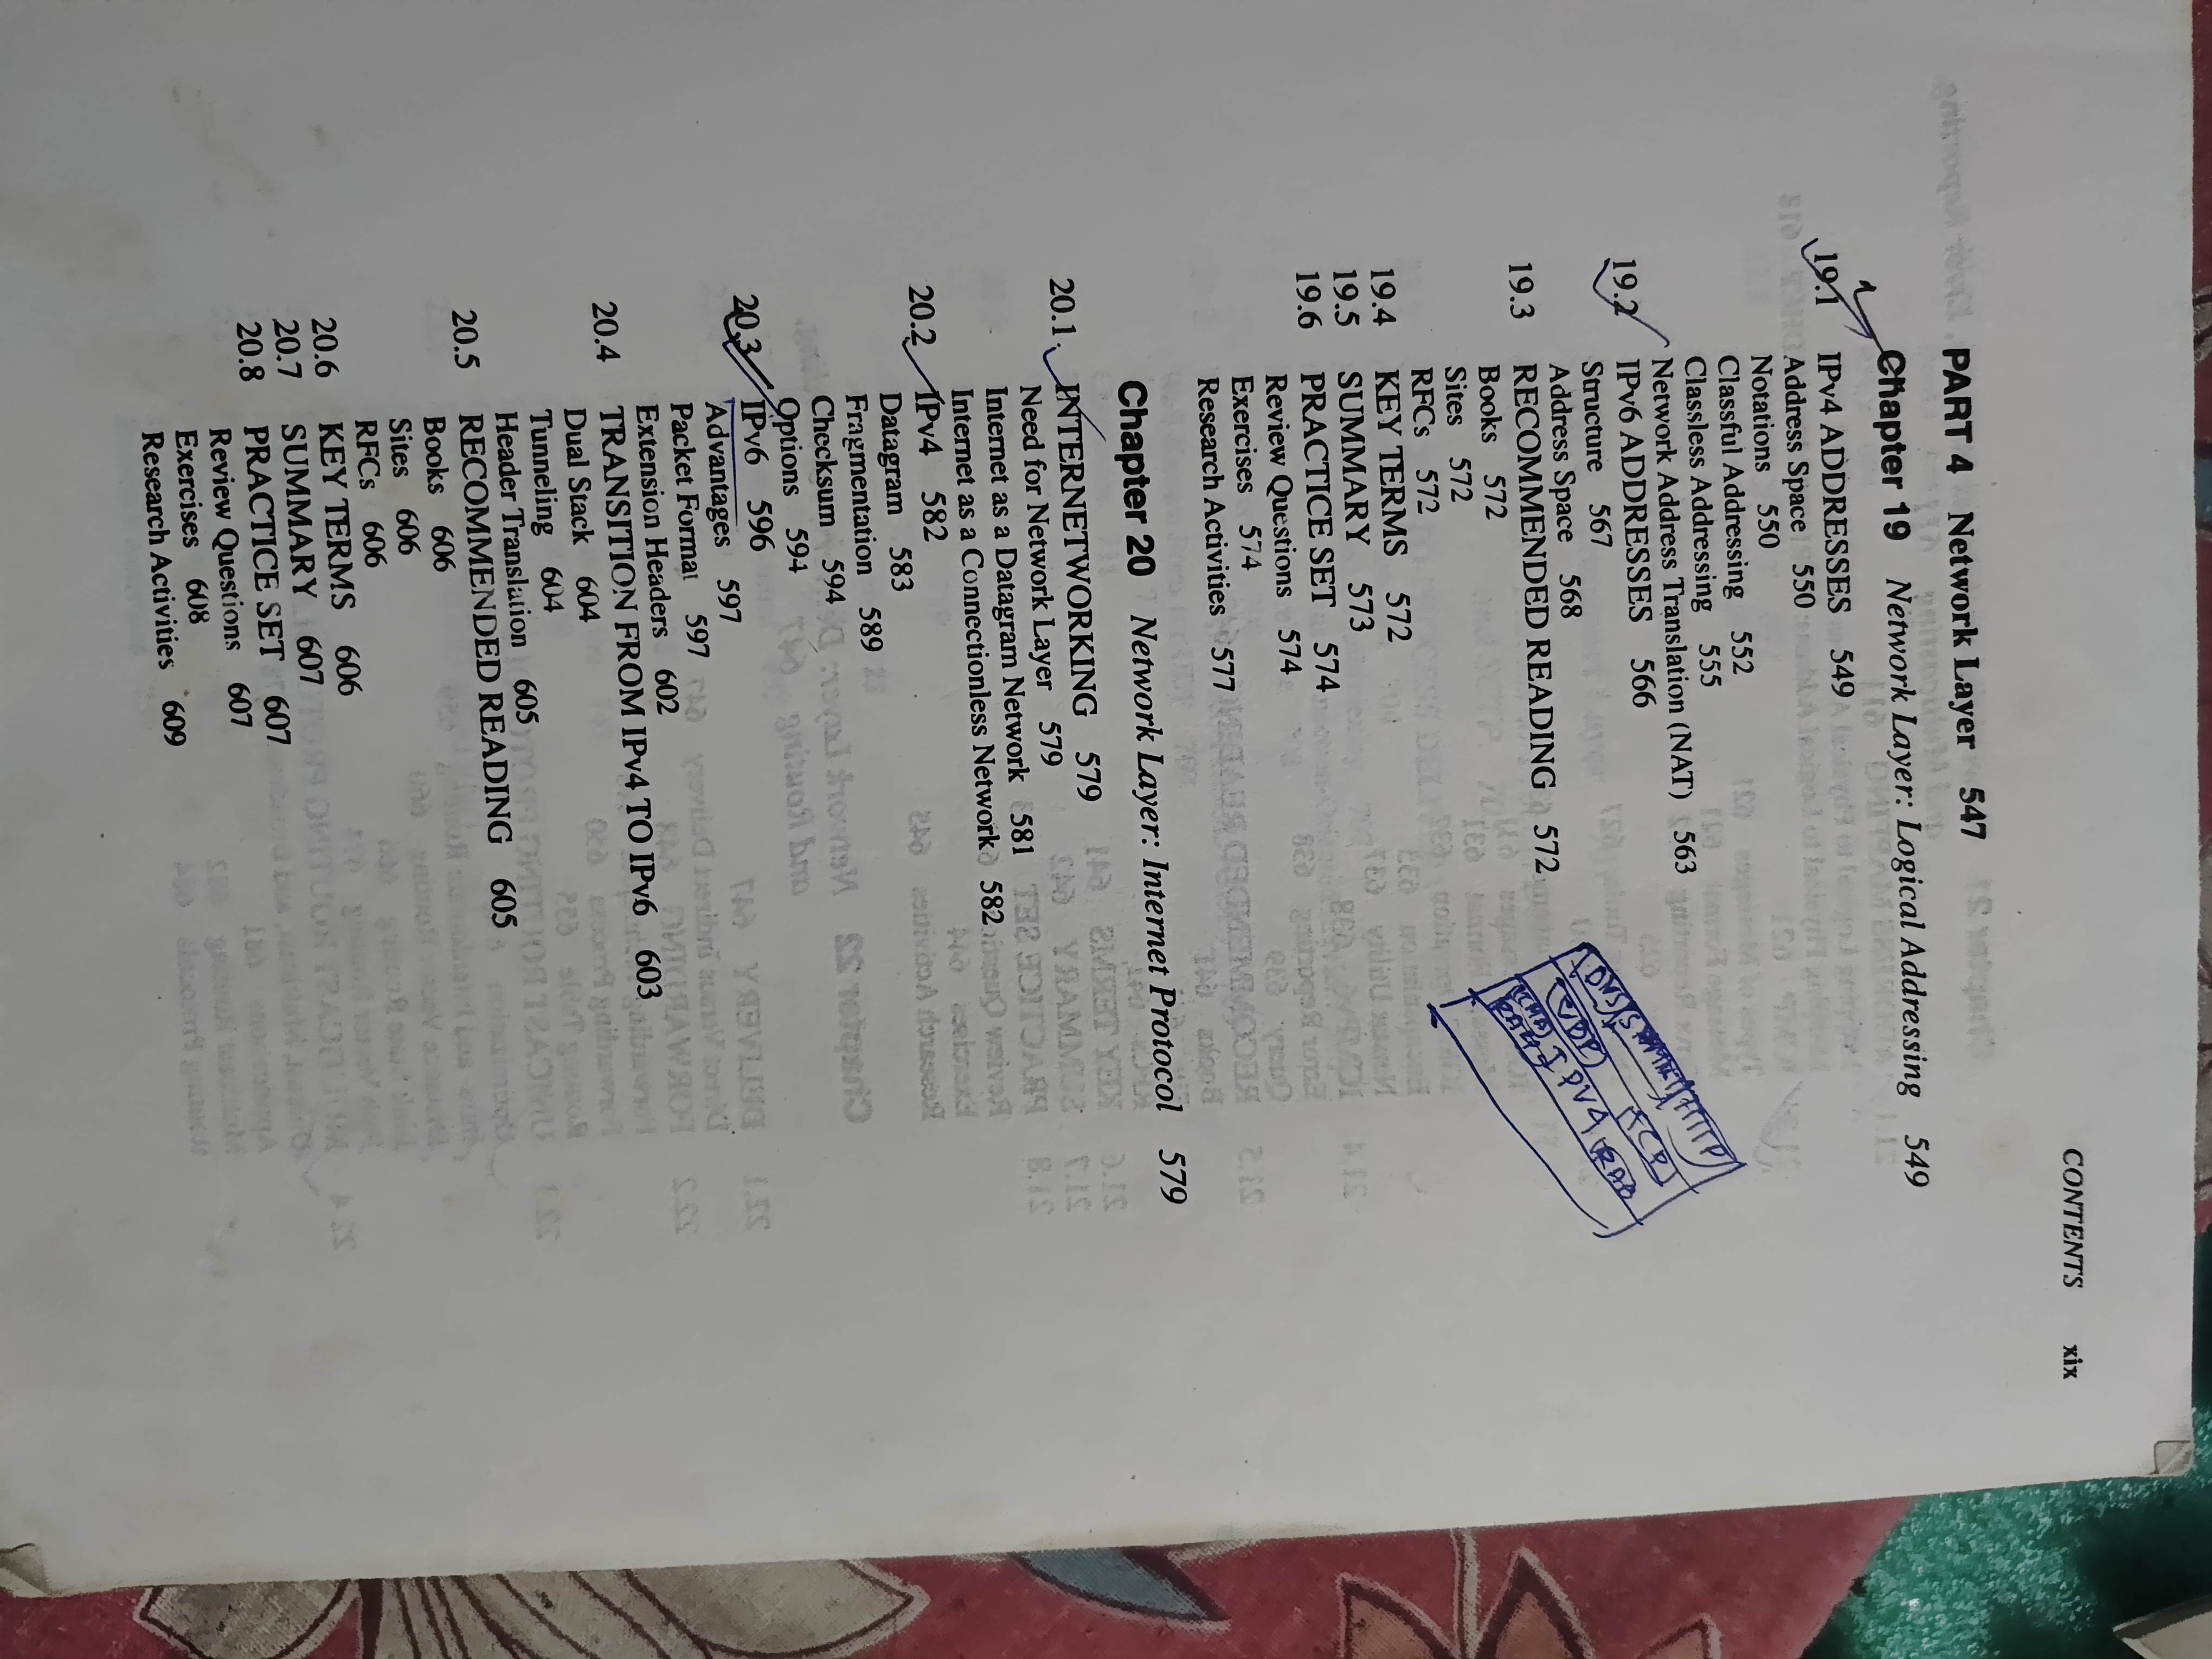 CONTENTS xix
PART 4 Network Layer 547
Chapter 19 Network Layer: Logical Addressing 549
19.1 IPv4 ADDRESSES 549
Address Space 550
Notations 550
Classful Addressing 552
Classless Addressing 555
Network Address Translation (NAT) 563
19.2 IPv6 ADDRESSES 566
Structure 567
Address Space 568
19.3 RECOMMENDED READING 572
Books 572
Sites 572
RFCs 572
19.4 KEY TERMS 572
19.5 SUMMARY 573
19.6 PRACTICE SET 574
Review Questions 574
Exercises 574
Research Activities 577
UDP TCP
IPV4
Chapter 20 Network Layer: Internet Protocol 579
20.1 INTERNETWORKING 579
Need for Network Layer 579
Internet as a Datagram Network 581
Internet as a Connectionless Network 582
20.2 IPv4 582
Datagram 583
Fragmentation 589
Checksum 594
Options 594
20.3 IPv6 596
Advantages 597
Packet Format 597
Extension Headers 602
20.4 TRANSITION FROM IPv4 TO IPv6 603
Dual Stack 604
Tunneling 604
Header Translation 605
20.5 RECOMMENDED READING 605
Books 606
Sites 606
RFCs 606
20.6 KEY TERMS 606
20.7 SUMMARY 607
20.8 PRACTICE SET 607
Review Questions 607
Exercises 608
Research Activities 609